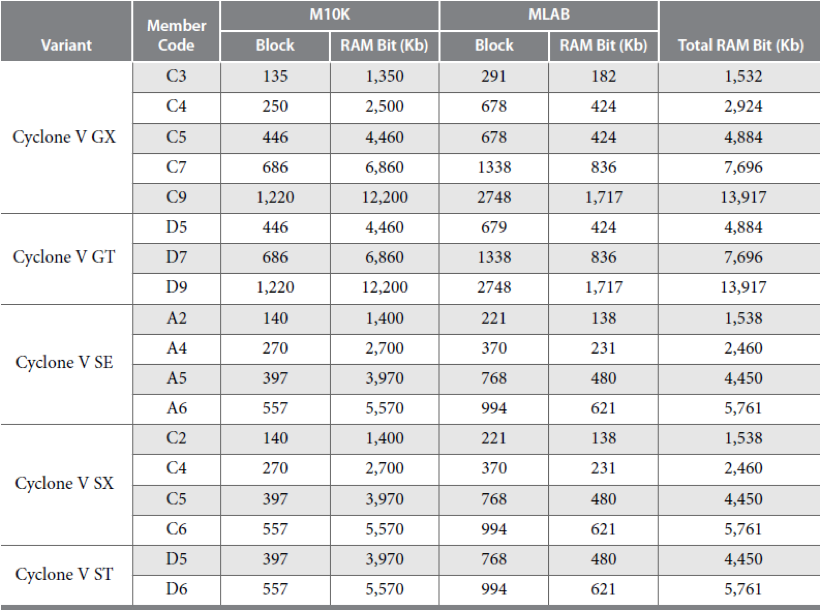 Variant Member Code M10K MLAB Total RAM Bit (Kb)
Block RAM Bit (Kb) Block RAM Bit (Kb)
Cyclone V GX
C3 135 1,350 291 182 1,532
C4 250 2,500 678 424 2,924
C5 446 4,460 678 424 4,884
C7 686 6,860 1338 836 7,696
C9 1,220 12,200 2748 1,717 13,917
Cyclone V GT
D5 446 4,460 679 424 4,884
D7 686 6,860 1338 836 7,696
D9 1,220 12,200 2748 1,717 13,917
Cyclone V SE
A2 140 1,400 221 138 1,538
A4 270 2,700 370 231 2,460
A5 397 3,970 768 480 4,450
A6 557 5,570 994 621 5,761
Cyclone V SX
C2 140 1,400 221 138 1,538
C4 270 2,700 370 231 2,460
C5 397 3,970 768 480 4,450
C6 557 5,570 994 621 5,761
Cyclone V ST
D5 397 3,970 768 480 4,450
D6 557 5,570 994 621 5,761